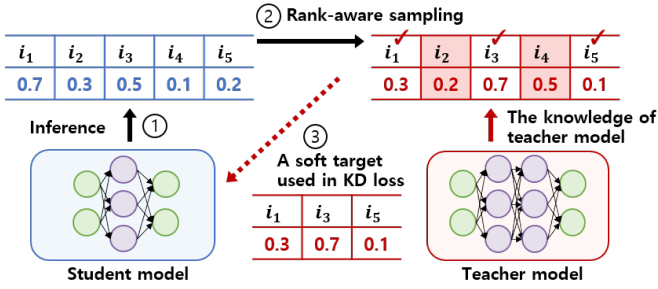 ② Rank-aware sampling
i₁ i₂ i₃ i₄ i₅
0.7 0.3 0.5 0.1 0.2
i₁ i₂ i₃ i₄ i₅
0.3 0.2 0.7 0.5 0.1
Inference ①
The knowledge of
teacher model
③
A soft target
used in KD loss
i₁ i₃ i₅
0.3 0.7 0.1
Student model
Teacher model